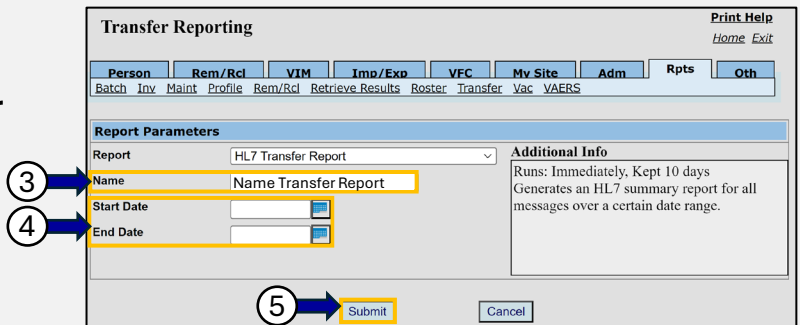 Transfer Reporting
Print Help
Home Exit
Person Rem/Rcl VIM Imp/Exp VFC My Site Adm Rpts Oth
Batch Inv Maint Profile Rem/Rcl Retrieve Results Roster Transfer Vac VAERS
Report Parameters
Report HL7 Transfer Report
3 Name Name Transfer Report
4 Start Date
End Date
Additional Info
Runs: Immediately, Kept 10 days
Generates an HL7 summary report for all
messages over a certain date range.
5 Submit Cancel